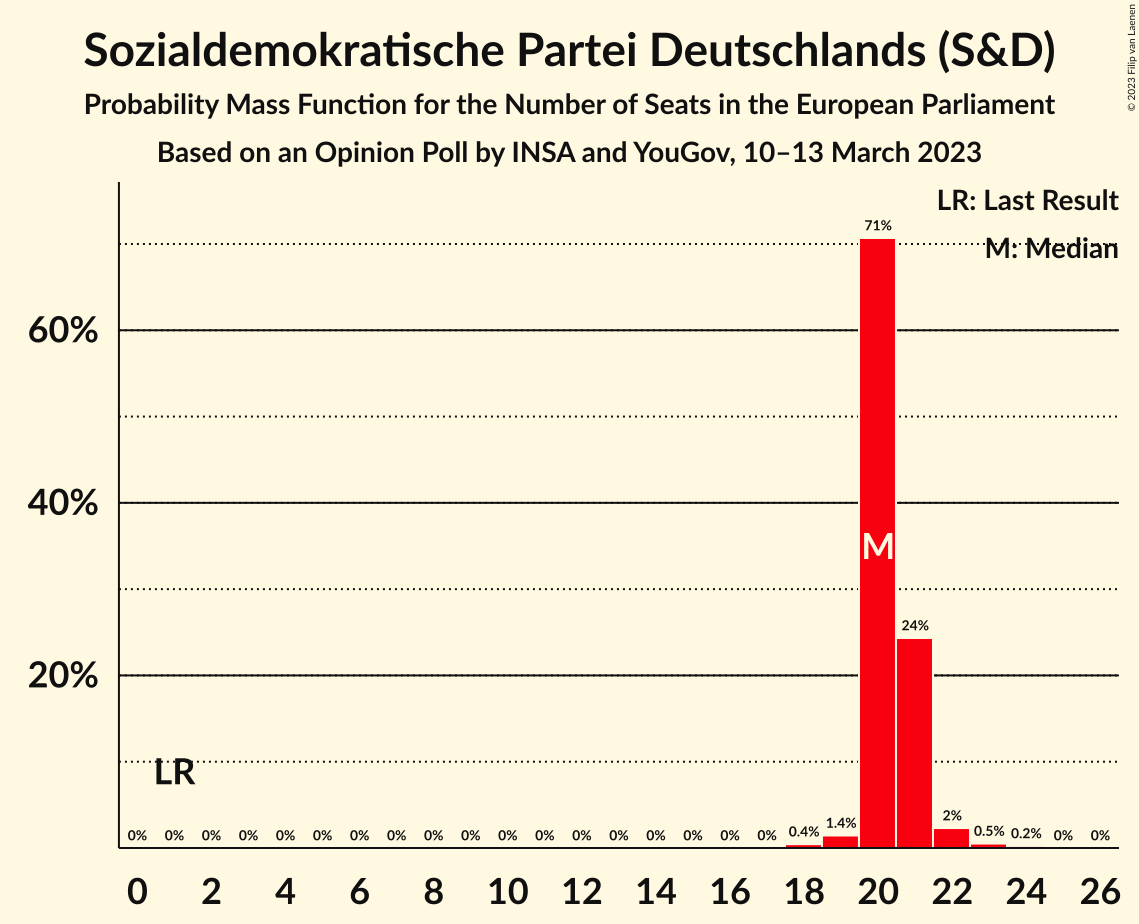 Sozialdemokratische Partei Deutschlands (S&D)
Probability Mass Function for the Number of Seats in the European Parliament
Based on an Opinion Poll by INSA and YouGov, 10–13 March 2023
© 2023 Filip van Laenen
LR: Last Result
M: Median
71%
60%
40%
M
24%
20%
LR
0% 0% 0% 0% 0% 0% 0% 0% 0% 0% 0% 0% 0% 0% 0% 0% 0% 0% 0.4% 1.4% 2% 0.5% 0.2% 0% 0%
0 2 4 6 8 10 12 14 16 18 20 22 24 26